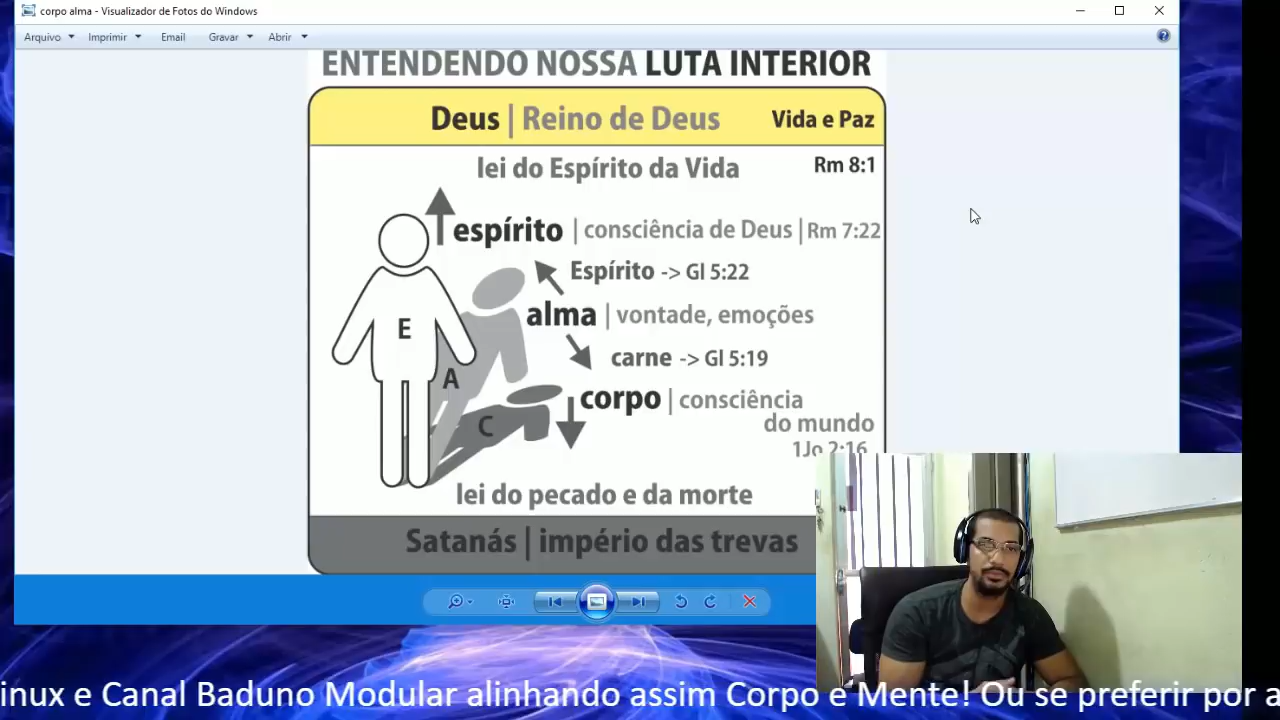 corpo alma - Visualizador de Fotos do Windows
Arquivo Imprimir Email Gravar Abrir
ENTENDENDO NOSSA LUTA INTERIOR
Deus | Reino de Deus Vida e Paz
lei do Espírito da Vida Rm 8:1
espírito | consciência de Deus | Rm 7:22
Espírito -> Gl 5:22
E
alma | vontade, emoções
carne -> Gl 5:19
A
corpo | consciência
do mundo
C
1Jo 2:16
lei do pecado e da morte
Satanás | império das trevas
inux e Canal Baduno Modular alinhando assim Corpo e Mente! Ou se preferir por a